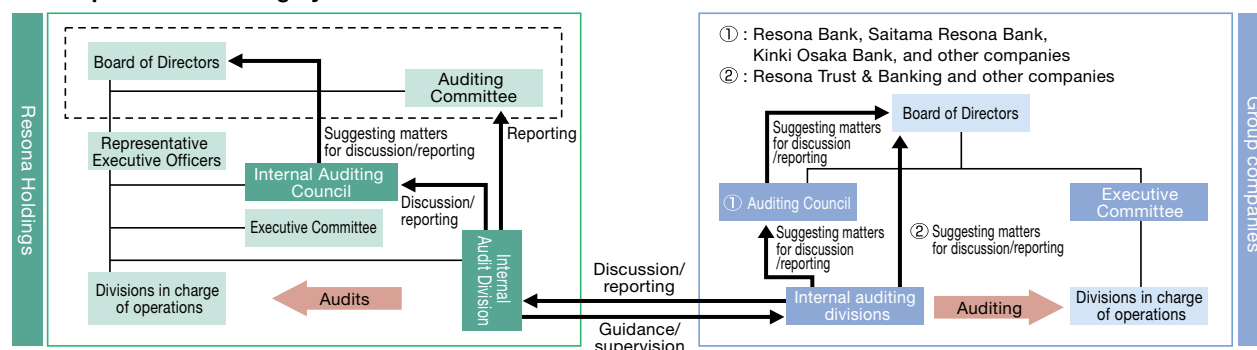 Resona Holdings
Board of Directors
Auditing
Committee
Representative
Executive Officers
Suggesting matters
for discussion/reporting
Reporting
Internal Auditing
Council
Discussion/
reporting
Executive Committee
Internal
Audit Division
Divisions in charge
of operations
Audits
Discussion/
reporting
Guidance/
supervision
① : Resona Bank, Saitama Resona Bank,
Kinki Osaka Bank, and other companies
② : Resona Trust & Banking and other companies
Board of Directors
Suggesting matters
for discussion
/reporting
① Auditing Council
Executive
Committee
Suggesting matters
for discussion
/reporting
② Suggesting matters
for discussion/reporting
Internal auditing
divisions
Auditing
Divisions in charge
of operations
Group companies